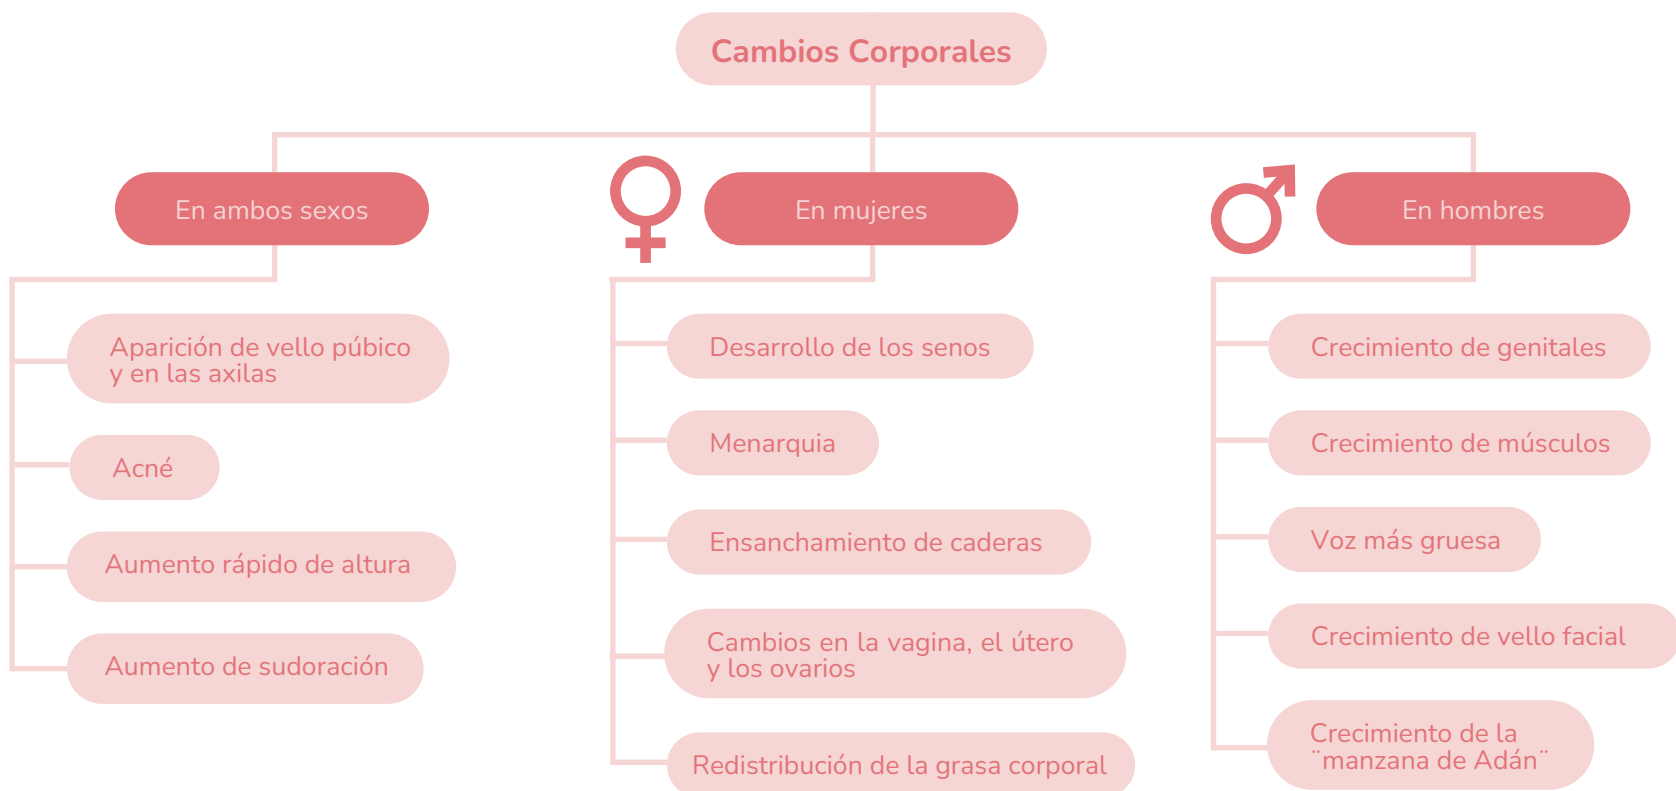 Cambios Corporales
En ambos sexos
Aparición de vello púbico
y en las axilas
Acné
Aumento rápido de altura
Aumento de sudoración
En mujeres
Desarrollo de los senos
Menarquia
Ensanchamiento de caderas
Cambios en la vagina, el útero
y los ovarios
Redistribución de la grasa corporal
En hombres
Crecimiento de genitales
Crecimiento de músculos
Voz más gruesa
Crecimiento de vello facial
Crecimiento de la
¨manzana de Adán¨